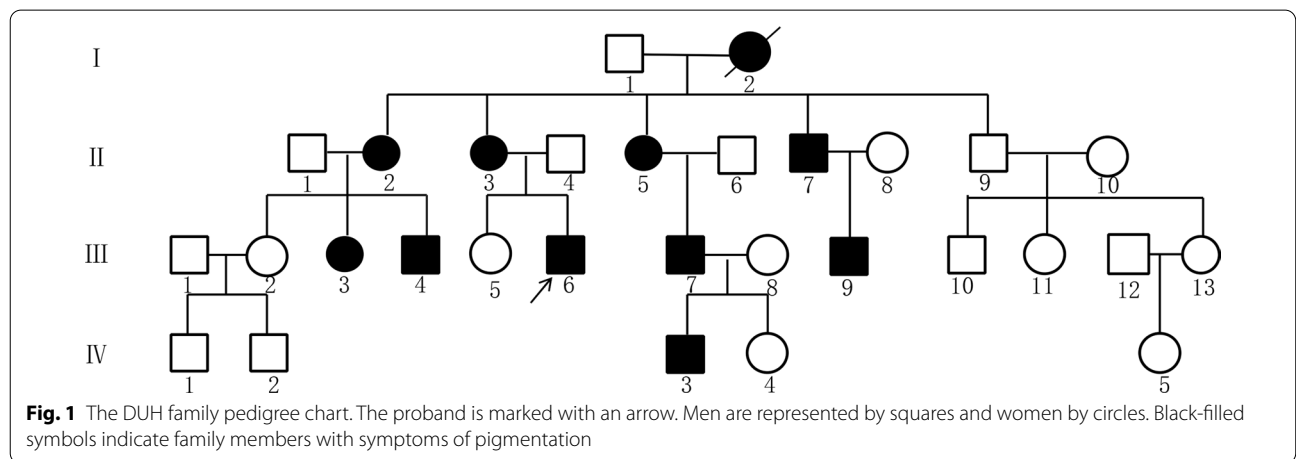 I
1 2
II
1 2 3 4 5 6 7 8 9 10
III
1 2 3 4 5 6 7 8 9 10 11 12 13
IV
1 2 3 4 5
Fig. 1 The DUH family pedigree chart. The proband is marked with an arrow. Men are represented by squares and women by circles. Black-filled
symbols indicate family members with symptoms of pigmentation